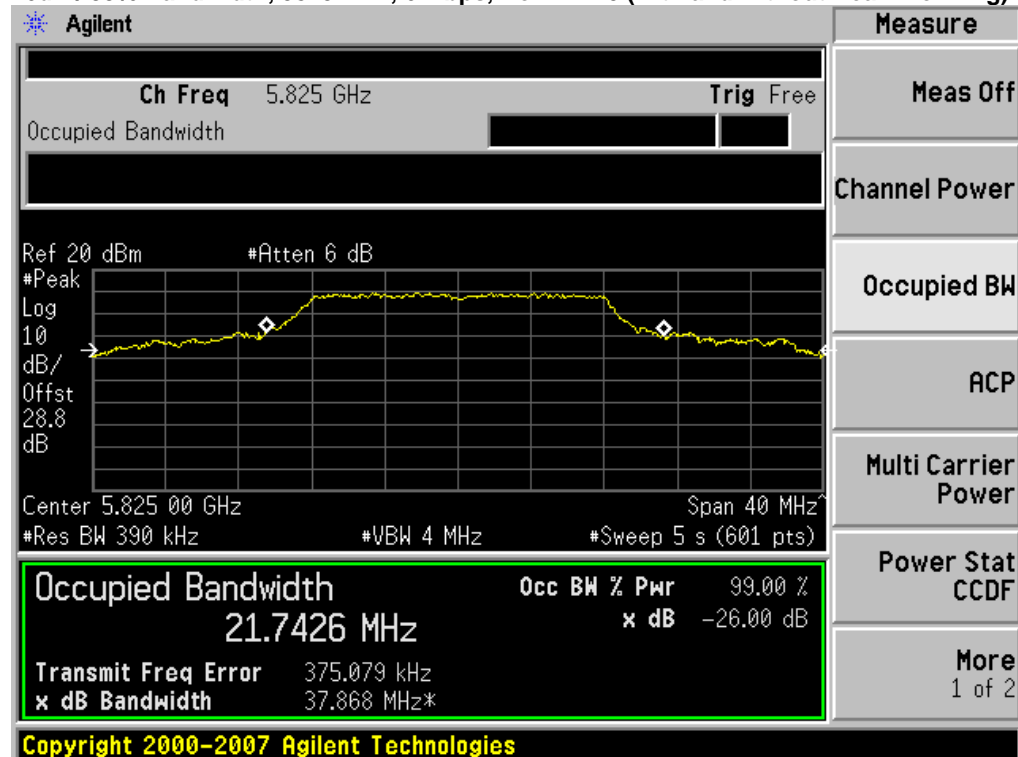 Agilent
Measure
Ch Freq 5.825 GHz Trig Free
Occupied Bandwidth
Ref 20 dBm #Atten 6 dB
#Peak
Log
10
dB/
Offst
28.8
dB
Center 5.825 00 GHz Span 40 MHz^
#Res BW 390 kHz #VBW 4 MHz #Sweep 5 s (601 pts)
Occupied Bandwidth
21.7426 MHz
Occ BW % Pwr 99.00 %
x dB -26.00 dB
Transmit Freq Error 375.079 kHz
x dB Bandwidth 37.868 MHz*
Copyright 2000-2007 Agilent Technologies
Meas Off
Channel Power
Occupied BW
ACP
Multi Carrier
Power
Power Stat
CCDF
More
1 of 2